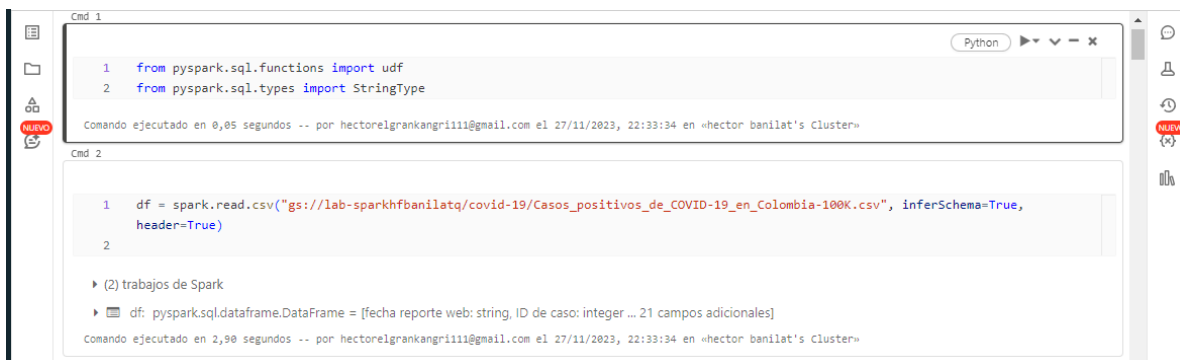 Cmd 1
Python
1 from pyspark.sql.functions import udf
2 from pyspark.sql.types import StringType
Comando ejecutado en 0,05 segundos -- por hectorelgrankangri111@gmail.com el 27/11/2023, 22:33:34 en «hector banilat's Cluster»
NUEVO
NUEV
Cmd 2
1 df = spark.read.csv("gs://lab-sparkhfbanilatq/covid-19/Casos_positivos_de_COVID-19_en_Colombia-100K.csv", inferSchema=True,
header=True)
2
(2) trabajos de Spark
df: pyspark.sql.dataframe.DataFrame = [fecha reporte web: string, ID de caso: integer ... 21 campos adicionales]
Comando ejecutado en 2,90 segundos -- por hectorelgrankangri111@gmail.com el 27/11/2023, 22:33:34 en «hector banilat's Cluster»